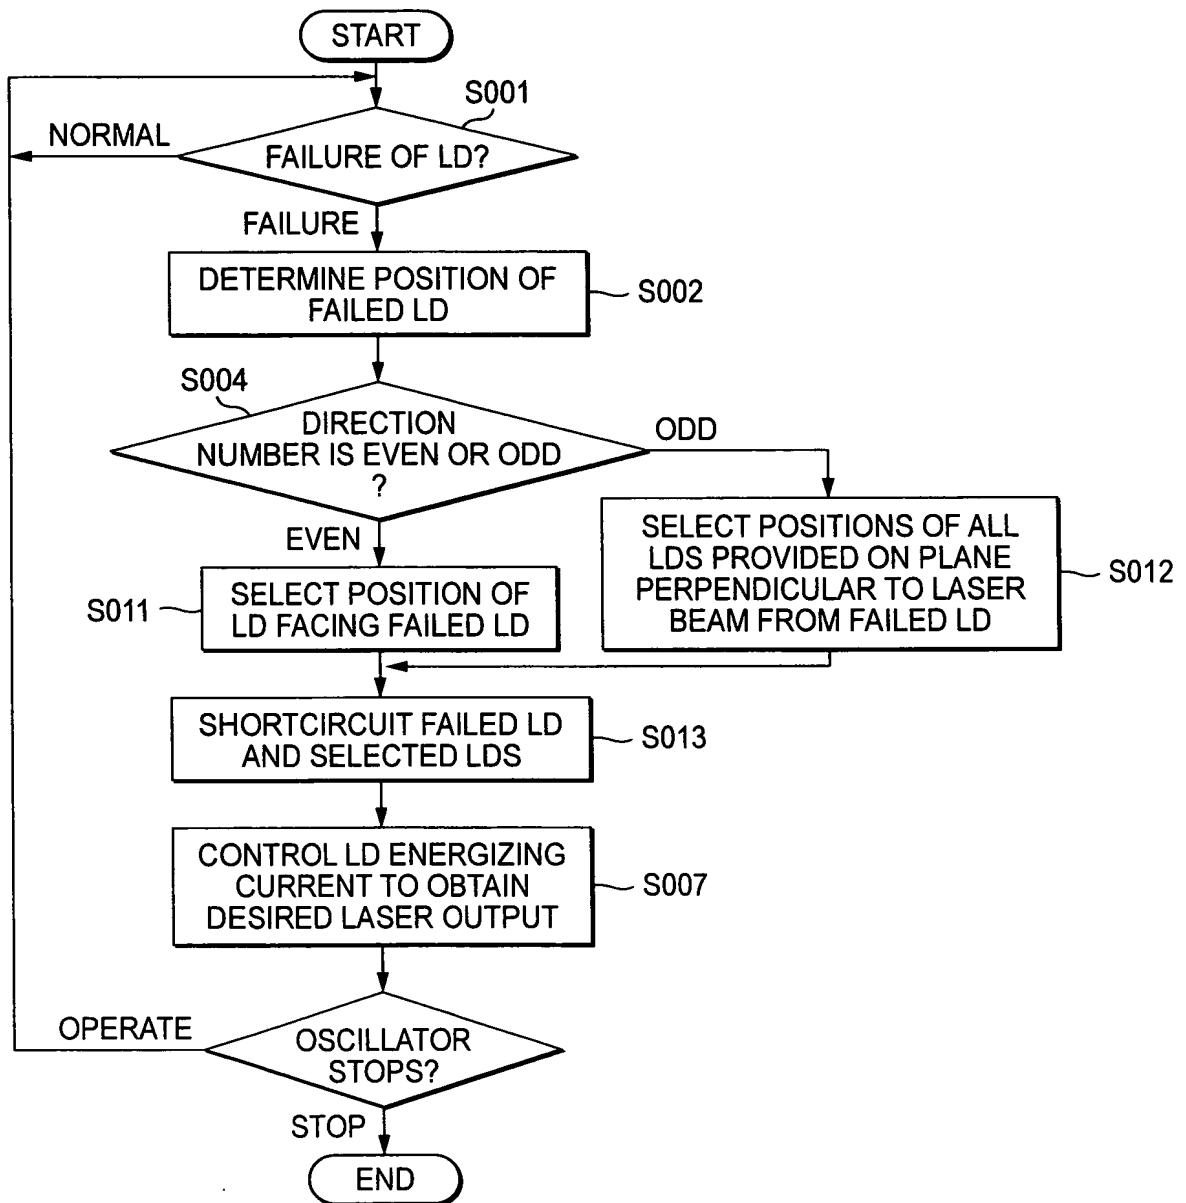 START
S001
NORMAL
FAILURE OF LD?
FAILURE
DETERMINE POSITION OF
FAILED LD
S002
S004
DIRECTION
NUMBER IS EVEN OR ODD
?
ODD
EVEN
SELECT POSITIONS OF ALL
LDS PROVIDED ON PLANE
PERPENDICULAR TO LASER
BEAM FROM FAILED LD
S012
S011
SELECT POSITION OF
LD FACING FAILED LD
SHORTCIRCUIT FAILED LD
AND SELECTED LDS
S013
CONTROL LD ENERGIZING
CURRENT TO OBTAIN
DESIRED LASER OUTPUT
S007
OPERATE
OSCILLATOR
STOPS?
STOP
END